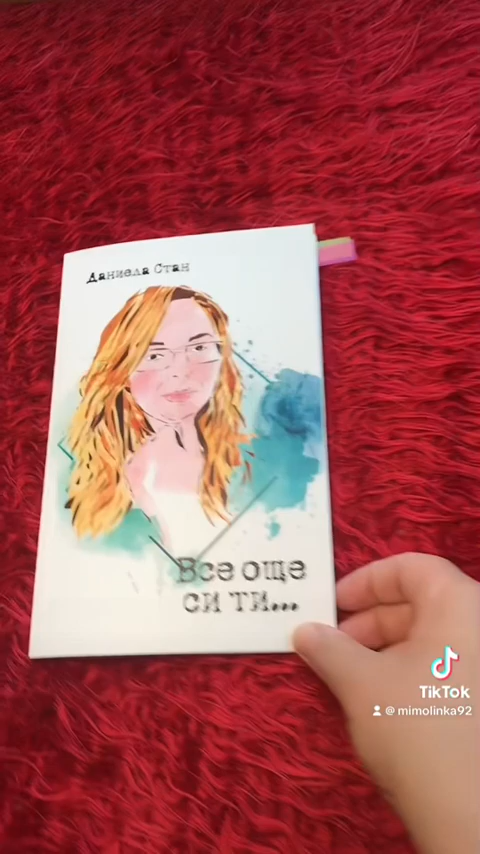 Даниела Стан
Все още
си ти...
TikTok
@ mimolinka92